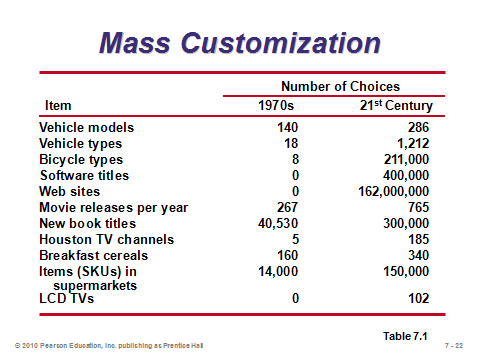 Mass Customization
Number of Choices
Item 1970s 21st Century
Vehicle models 140 286
Vehicle types 18 1,212
Bicycle types 8 211,000
Software titles 0 400,000
Web sites 0 162,000,000
Movie releases per year 267 765
New book titles 40,530 300,000
Houston TV channels 5 185
Breakfast cereals 160 340
Items (SKUs) in 14,000 150,000
supermarkets
LCD TVs 0 102
Table 7.1
© 2010 Pearson Education, Inc. publishing as Prentice Hall 7 - 22